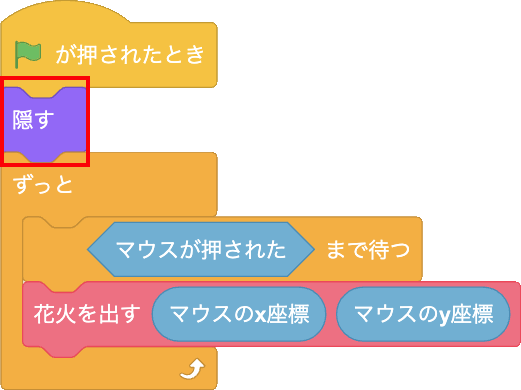 が押されたとき
隠す
ずっと
マウスが押された まで待つ
花火を出す マウスのx座標 マウスのy座標